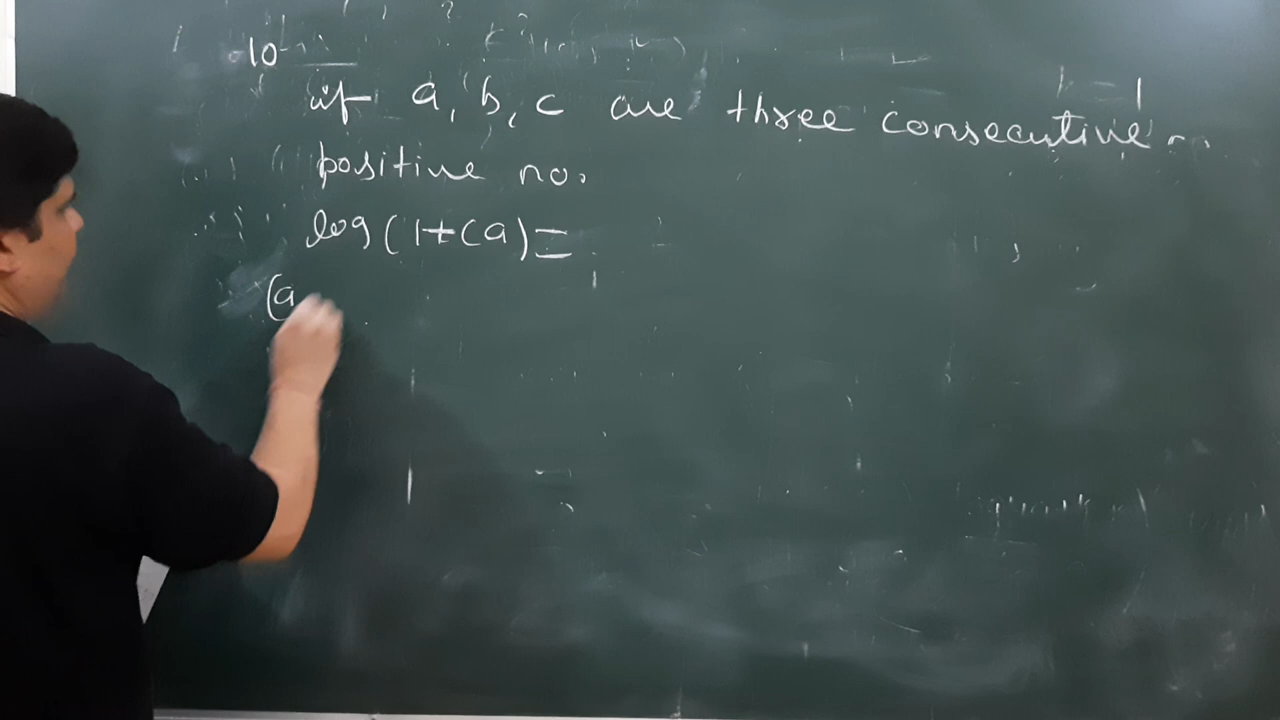 10
if a, b, c are three consecutive
positive no.
log(1+ca)=
(a